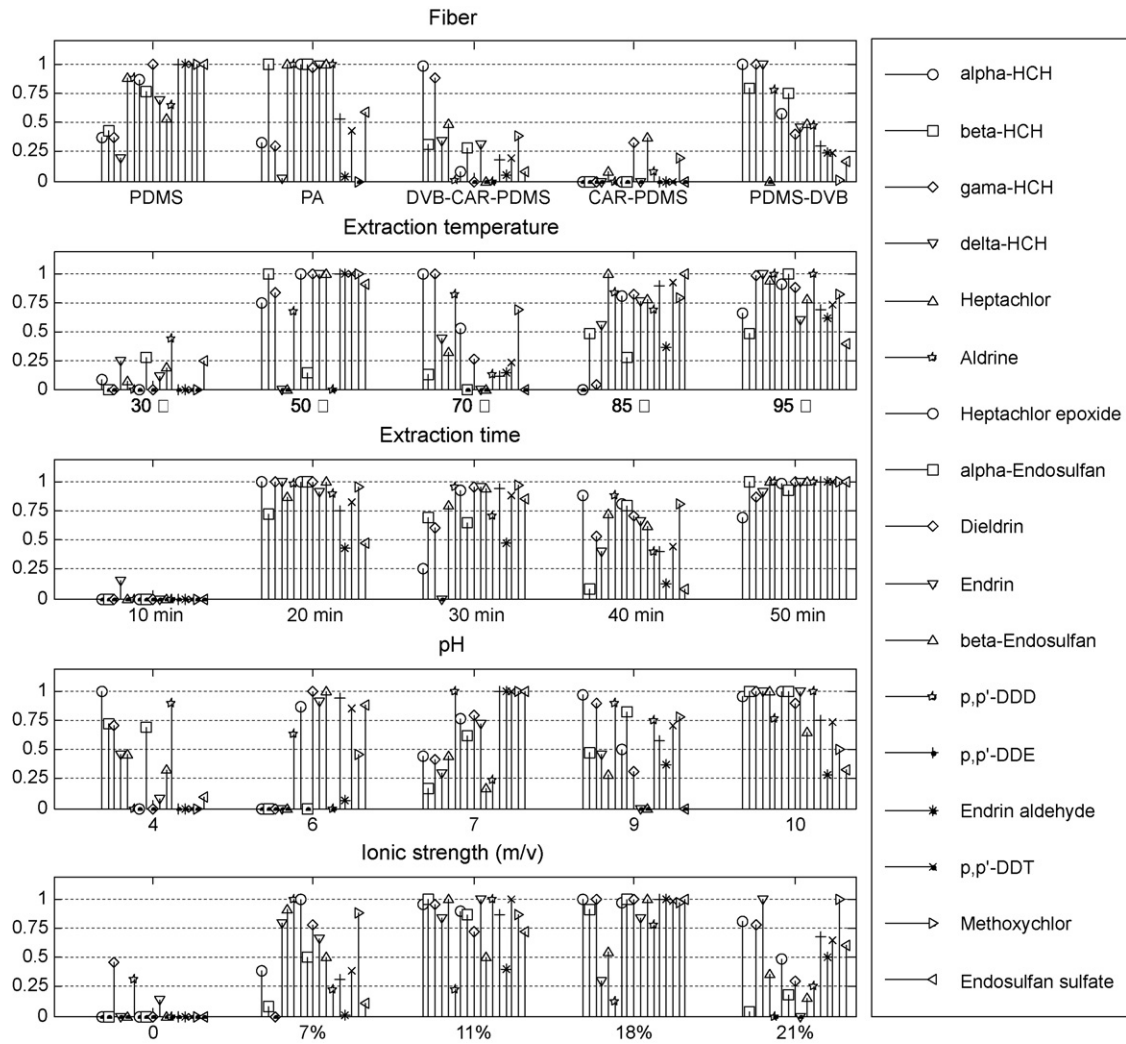 Fiber
1
0.75
0.5
0.25
0
PDMS PA DVB-CAR-PDMS CAR-PDMS PDMS-DVB
Extraction temperature
1
0.75
0.5
0.25
0
30 □ 50 □ 70 □ 85 □ 95 □
Extraction time
1
0.75
0.5
0.25
0
10 min 20 min 30 min 40 min 50 min
pH
1
0.75
0.5
0.25
0
4 6 7 9 10
Ionic strength (m/v)
1
0.75
0.5
0.25
0
0 7% 11% 18% 21%
alpha-HCH
beta-HCH
gama-HCH
delta-HCH
Heptachlor
Aldrine
Heptachlor epoxide
alpha-Endosulfan
Dieldrin
Endrin
beta-Endosulfan
p,p'-DDD
p,p'-DDE
Endrin aldehyde
p,p'-DDT
Methoxychlor
Endosulfan sulfate